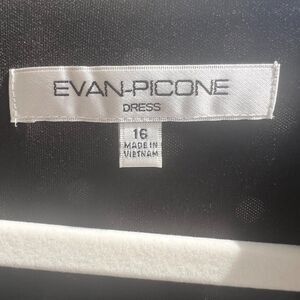 EVAN-PICONE
DRESS
16
MADE IN
VIETNAM